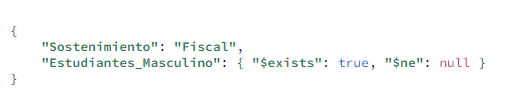 {
    "Sostenimiento": "Fiscal",
    "Estudiantes_Masculino": { "$exists": true, "$ne": null }
}